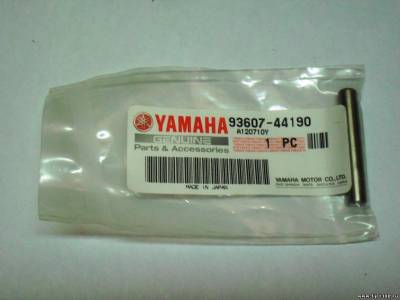 YAMAHA 93607-44190
GENUINE A120710Y
Parts & Accessories 1 PC
MADE IN JAPAN
YAMAHA MOTOR CO.,LTD.